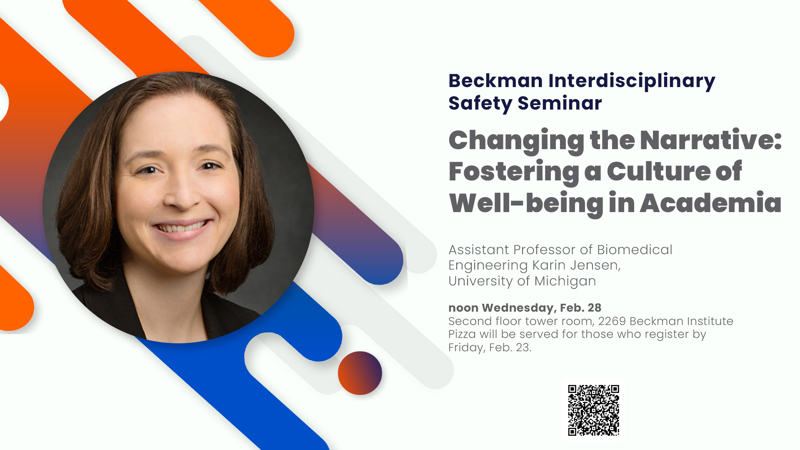 Beckman Interdisciplinary
Safety Seminar
Changing the Narrative:
Fostering a Culture of
Well-being in Academia
Assistant Professor of Biomedical
Engineering Karin Jensen,
University of Michigan
noon Wednesday, Feb. 28
Second floor tower room, 2269 Beckman Institute
Pizza will be served for those who register by
Friday, Feb. 23.